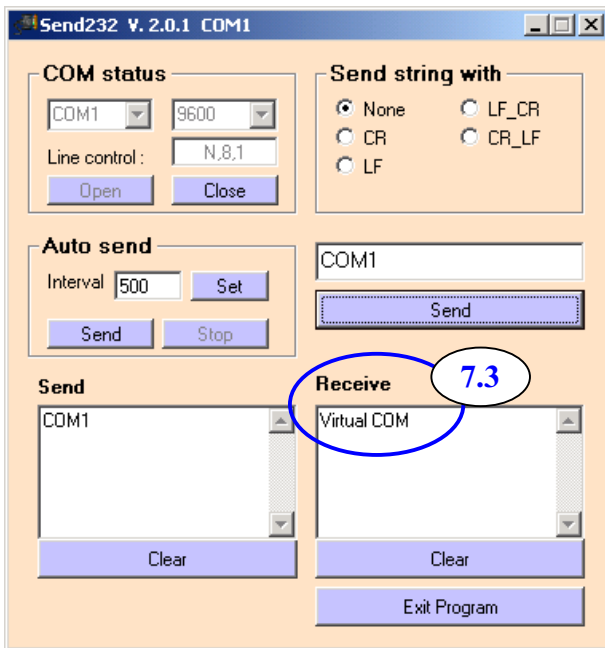 Send232 V. 2.0.1 COM1
COM status
COM1 9600
Line control : N,8,1
Open Close
Send string with
None LF_CR
CR CR_LF
LF
Auto send
Interval 500 Set
Send Stop
COM1
Send
Send
COM1
Clear
Receive
7.3
Virtual COM
Clear
Exit Program